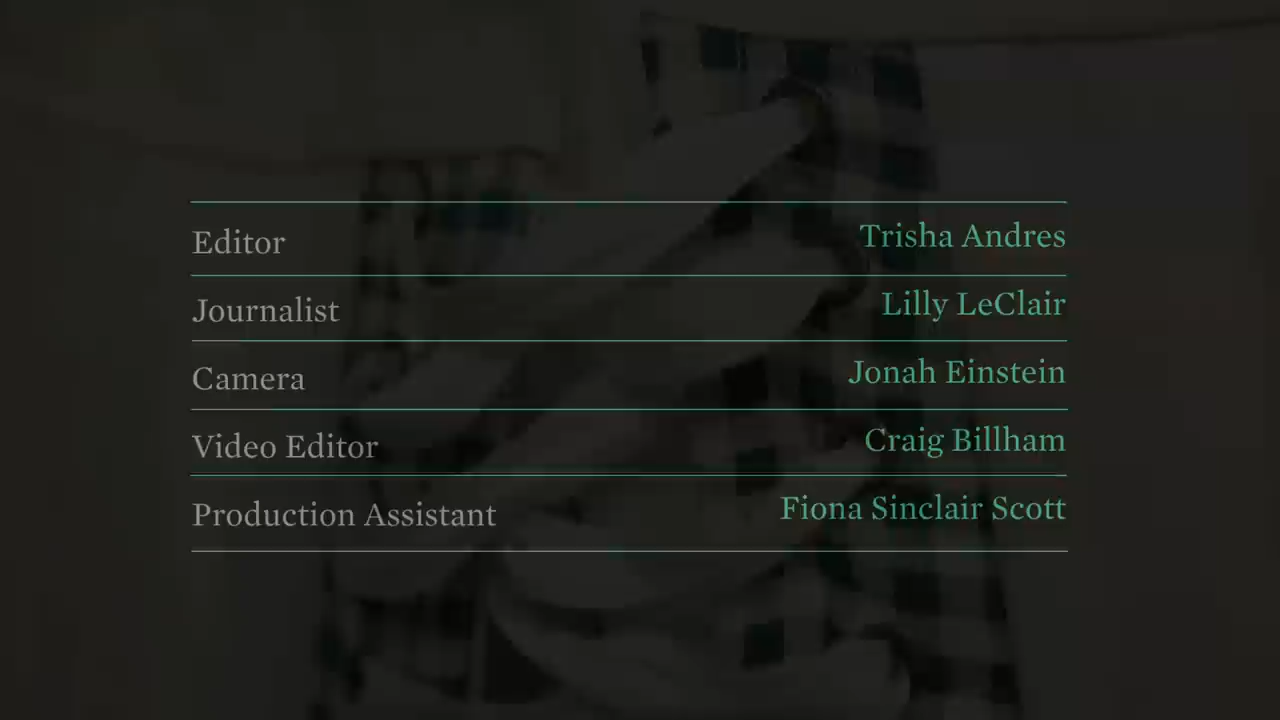 Editor Trisha Andres
Journalist Lilly LeClair
Camera Jonah Einstein
Video Editor Craig Billham
Production Assistant Fiona Sinclair Scott